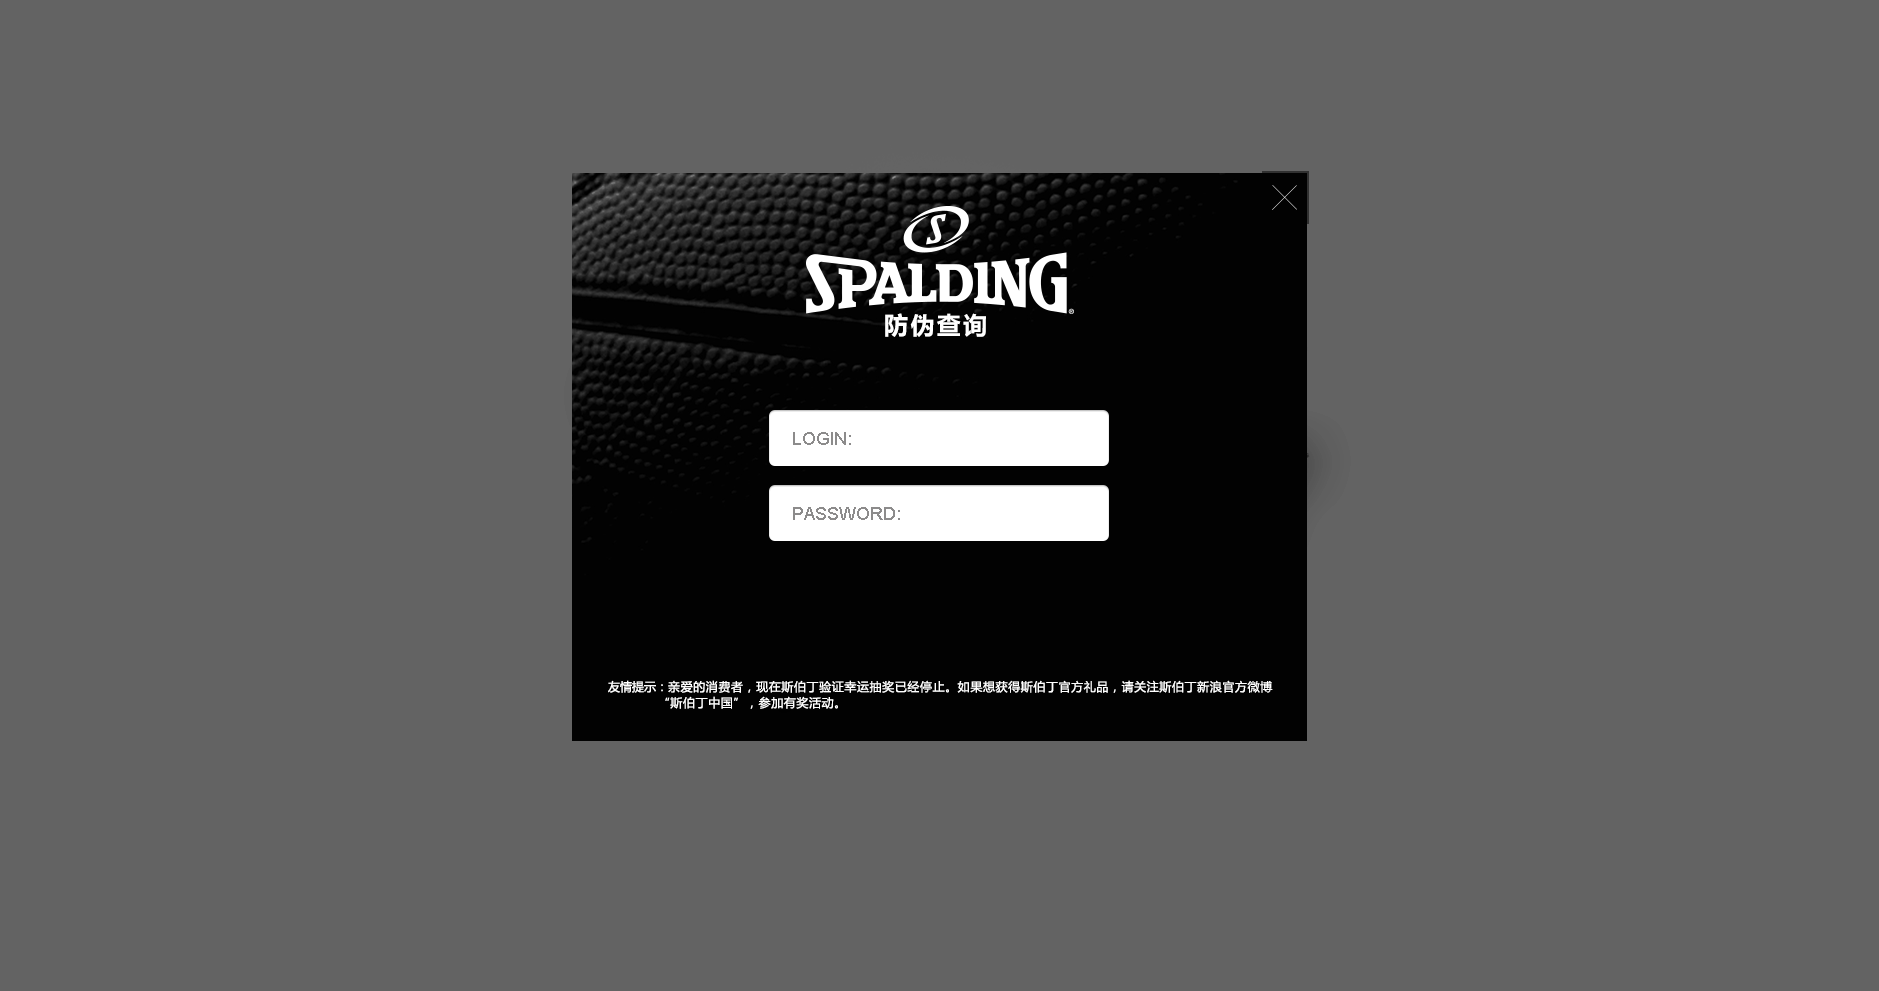 S
SPALDING®
防伪查询
LOGIN:
PASSWORD:
友情提示：亲爱的消费者，现在斯伯丁验证幸运抽奖已经停止。如果想获得斯伯丁官方礼品，请关注斯伯丁新浪官方微博
“斯伯丁中国”，参加有奖活动。